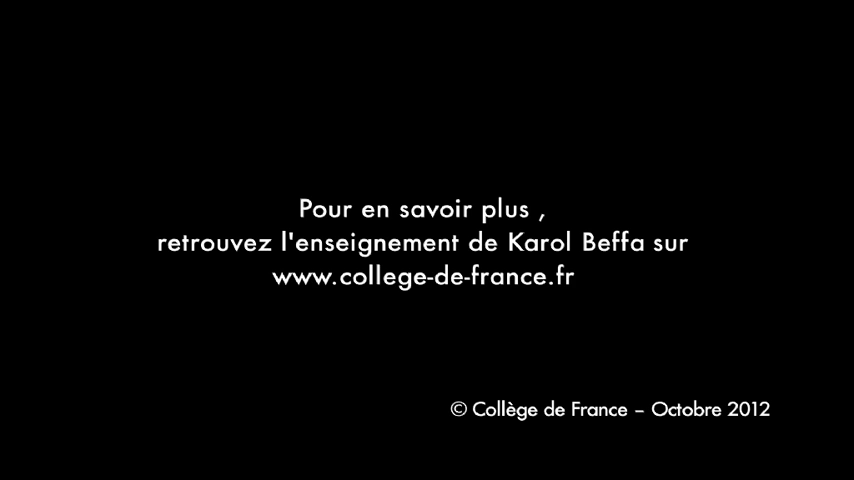 Pour en savoir plus ,
retrouvez l'enseignement de Karol Beffa sur
www.college-de-france.fr
© Collège de France – Octobre 2012